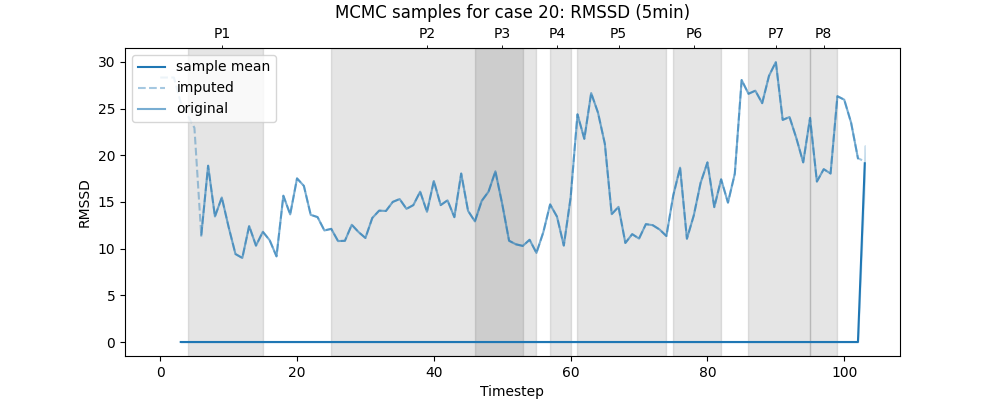 MCMC samples for case 20: RMSSD (5min)
P1 P2 P3 P4 P5 P6 P7 P8
sample mean
imputed
original
30
25
20
15
10
5
0
RMSSD
0 20 40 60 80 100
Timestep